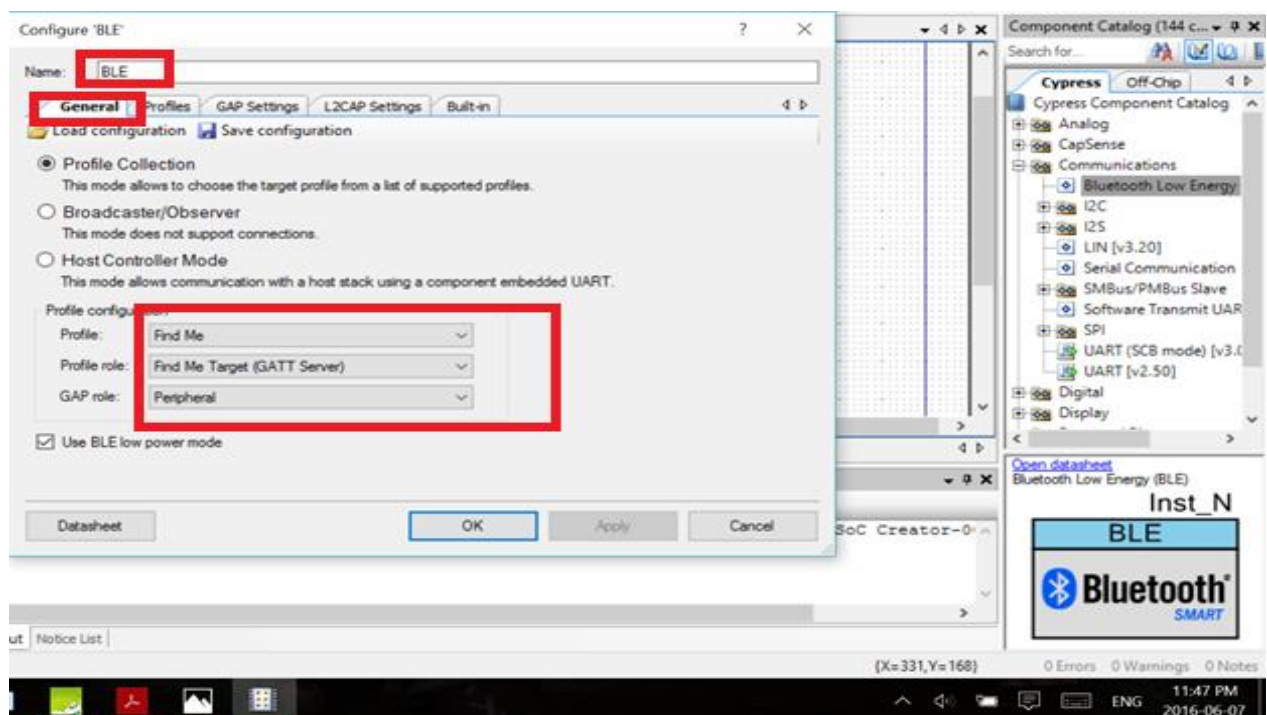 Configure 'BLE'
? ×
Name: BLE
General Profiles GAP Settings L2CAP Settings Built-in
Load configuration Save configuration
Profile Collection
This mode allows to choose the target profile from a list of supported profiles.
Broadcaster/Observer
This mode does not support connections.
Host Controller Mode
This mode allows communication with a host stack using a component embedded UART.
Profile
Profile: Find Me
Profile role: Find Me Target (GATT Server)
GAP role: Peripheral
Use BLE low power mode
Datasheet OK Apply Cancel
SoC Creator-0
ut Notice List
{X=331,Y=168}
Component Catalog (144 c...
Search for...
Cypress Off-Chip
Cypress Component Catalog
Analog
CapSense
Communications
Bluetooth Low Energy
I2C
I2S
LIN [v3.20]
Serial Communication
SMBus/PMBus Slave
Software Transmit UAR
SPI
UART (SCB mode) [v3.0
UART [v2.50]
Digital
Display
Open datasheet
Bluetooth Low Energy (BLE)
Inst_N
BLE
Bluetooth®
SMART
0 Errors 0 Warnings 0 Notes
ENG
11:47 PM
2016-06-07